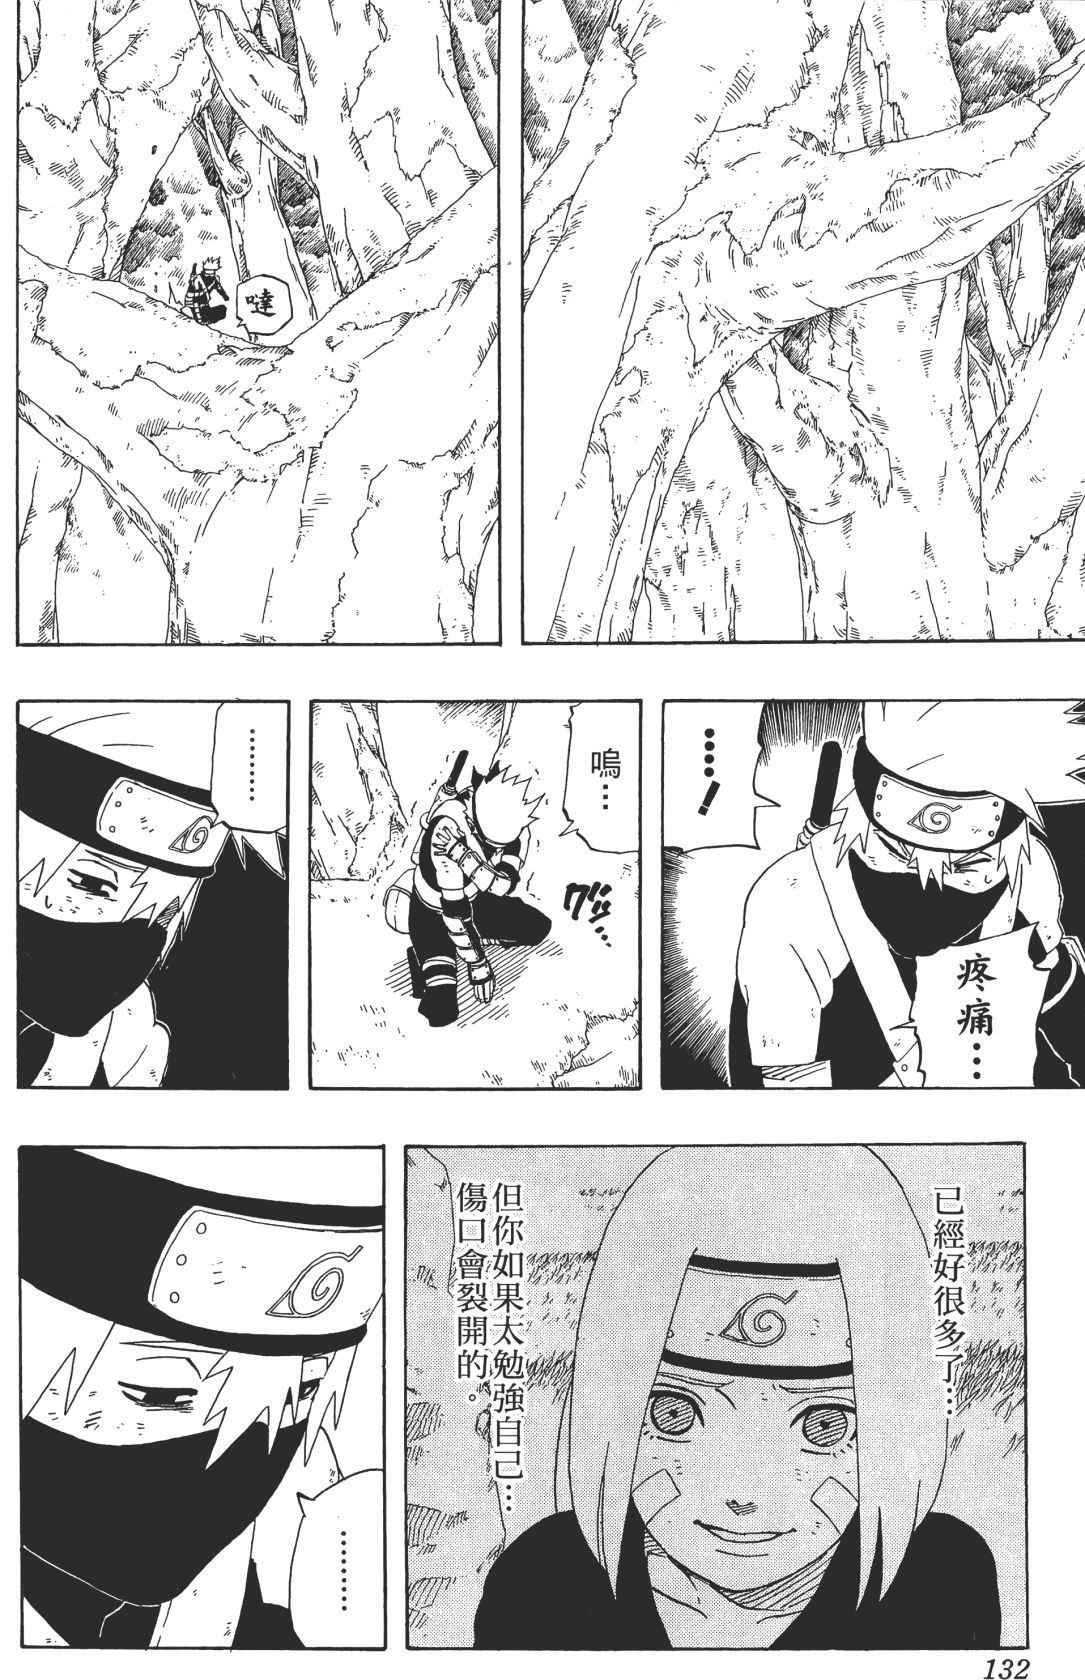 噠
…！
疼
痛…
嗚…
グッ…
………
已經好很多了…
但你如果太勉強自己…
傷口會裂開的。
………
132